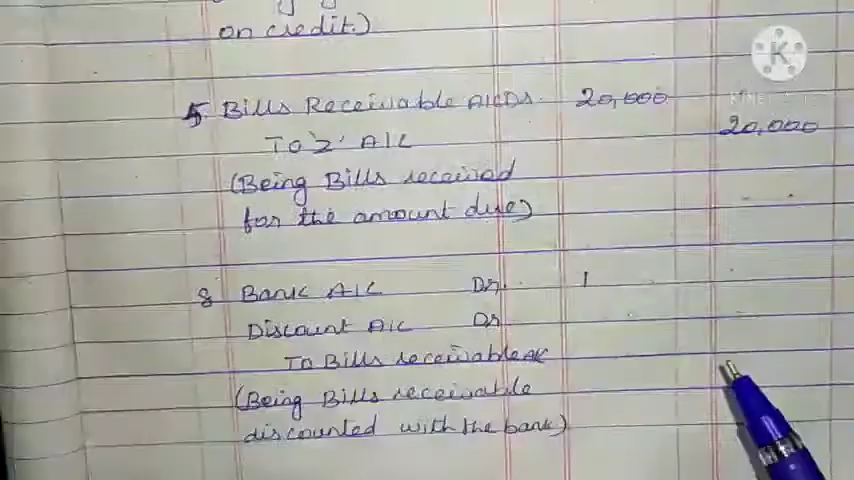 on credit.)
5 Bills Receivable A/c Dr. 20,000
To 'Z' A/C 20,000
(Being Bills received
for the amount due)
8 Bank A/C Dr. 1
Discount A/C Dr
To Bills receivable A/c
(Being Bills receivable
discounted with the bank)